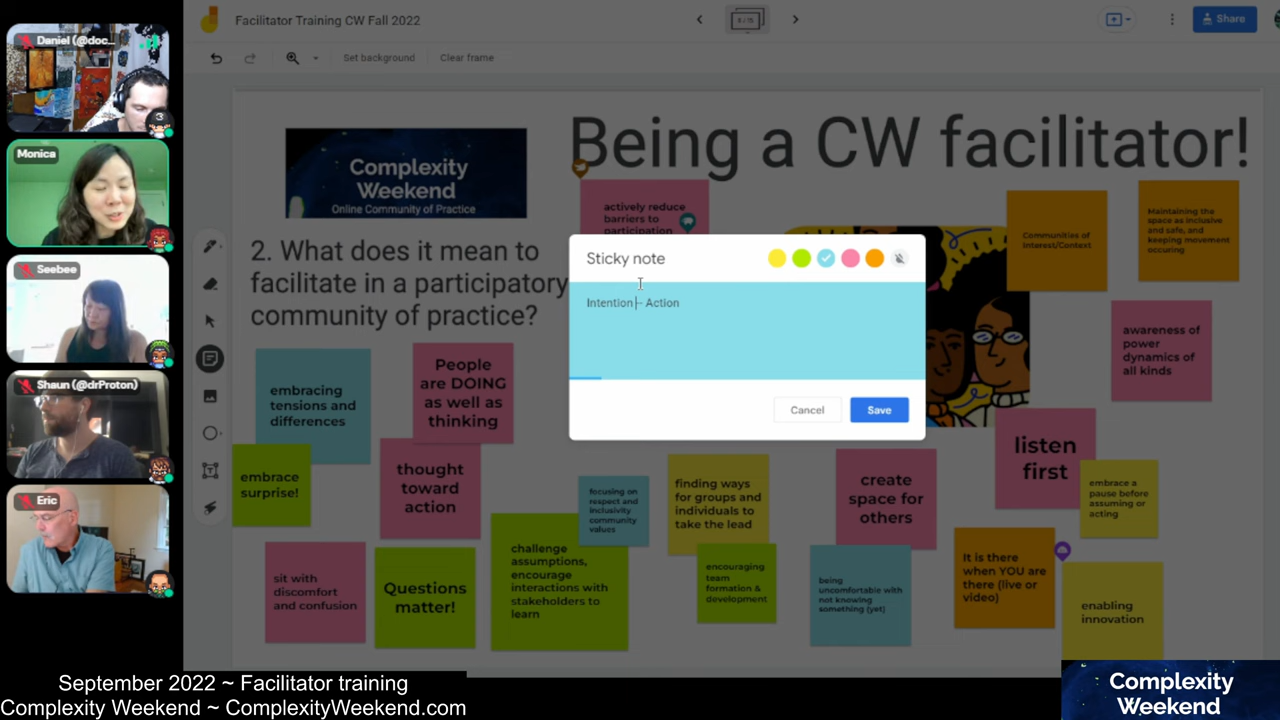 Daniel (@doc...
Monica
Seebee
Shaun (@drProton)
Eric
Facilitator Training CW Fall 2022
Share
Set background
Clear frame
Complexity
Weekend
Online Community of Practice
Being a CW facilitator!
2. What does it mean to
facilitate in a participatory
community of practice?
actively reduce
barriers to
participation
Communities of
Interest/Context
Maintaining the
space as inclusive
and safe, and
keeping movement
occuring
Sticky note
Intention - Action
Cancel
Save
awareness of
power
dynamics of
all kinds
embracing
tensions and
differences
People
are DOING
as well as
thinking
embrace
surprise!
thought
toward
action
focusing on
respect and
inclusivity
community
values
finding ways
for groups and
individuals to
take the lead
create
space for
others
listen
first
embrace a
pause before
assuming or
acting
sit with
discomfort
and confusion
Questions
matter!
challenge
assumptions,
encourage
interactions with
stakeholders to
learn
encouraging
team
formation &
development
being
uncomfortable with
not knowing
something (yet)
It is there
when YOU are
there (live or
video)
enabling
innovation
September 2022 ~ Facilitator training
Complexity Weekend ~ ComplexityWeekend.com
Complexity
Weekend